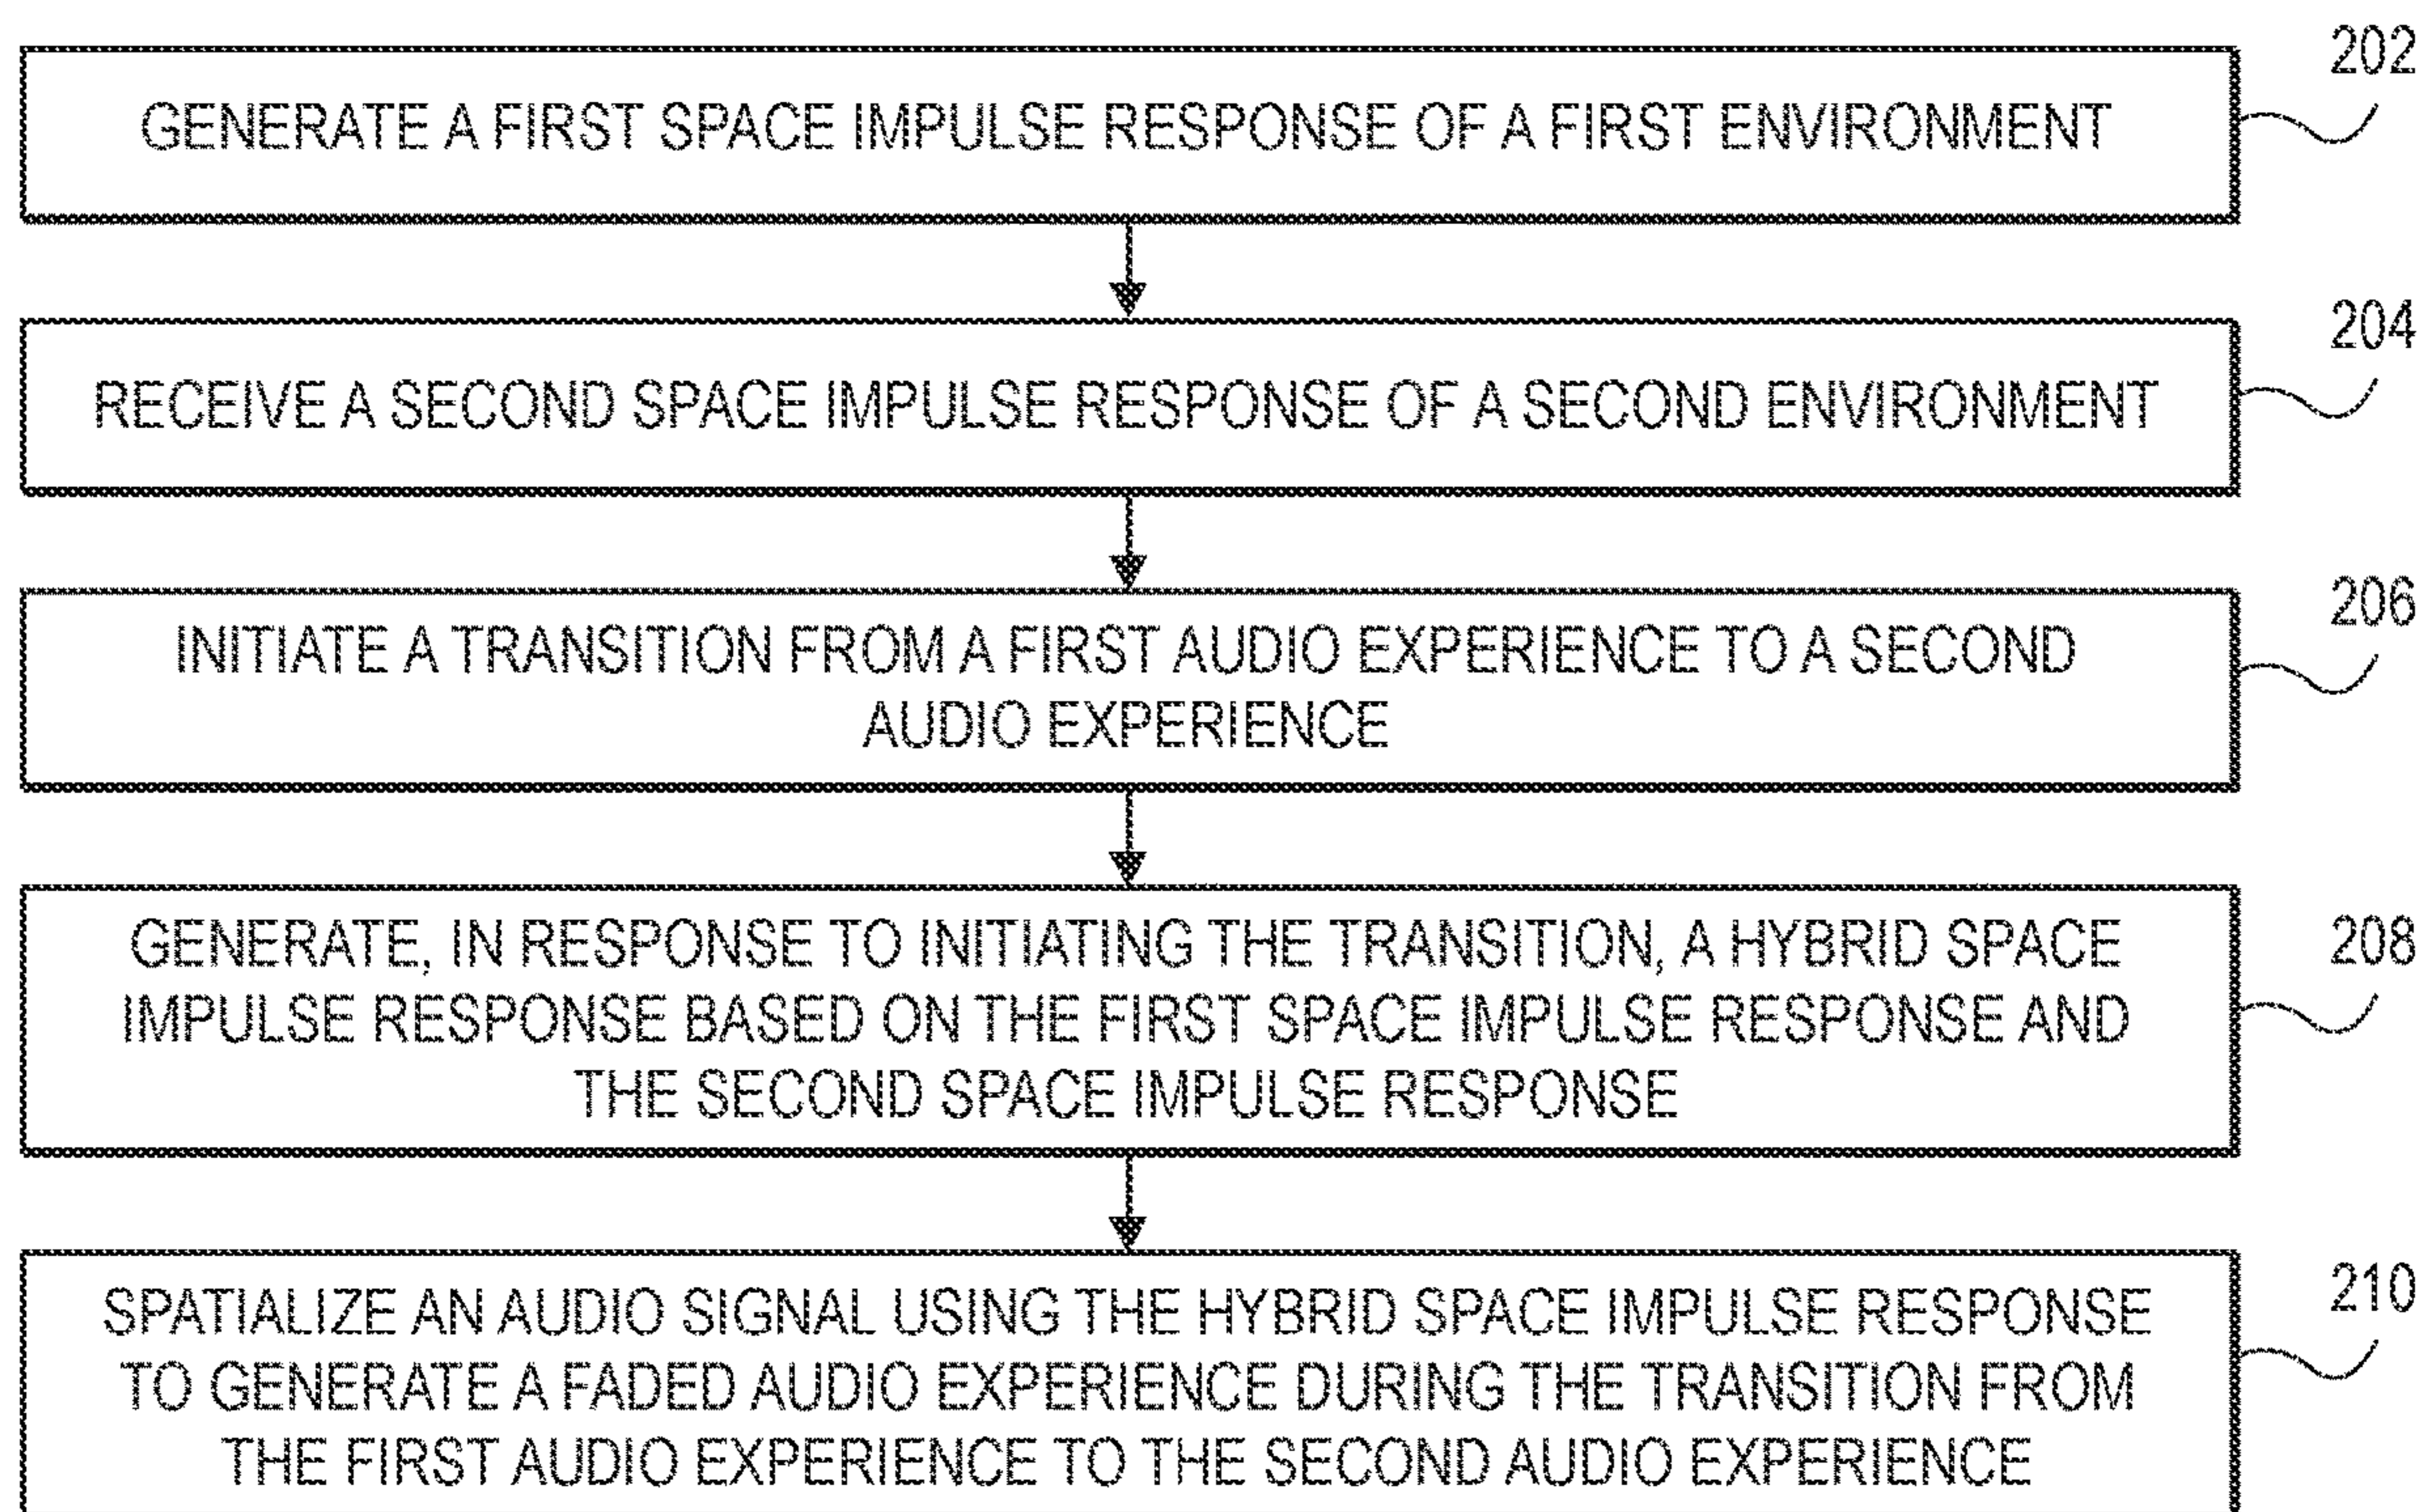 202
GENERATE A FIRST SPACE IMPULSE RESPONSE OF A FIRST ENVIRONMENT
204
RECEIVE A SECOND SPACE IMPULSE RESPONSE OF A SECOND ENVIRONMENT
206
INITIATE A TRANSITION FROM A FIRST AUDIO EXPERIENCE TO A SECOND
AUDIO EXPERIENCE
208
GENERATE, IN RESPONSE TO INITIATING THE TRANSITION, A HYBRID SPACE
IMPULSE RESPONSE BASED ON THE FIRST SPACE IMPULSE RESPONSE AND
THE SECOND SPACE IMPULSE RESPONSE
210
SPATIALIZE AN AUDIO SIGNAL USING THE HYBRID SPACE IMPULSE RESPONSE
TO GENERATE A FADED AUDIO EXPERIENCE DURING THE TRANSITION FROM
THE FIRST AUDIO EXPERIENCE TO THE SECOND AUDIO EXPERIENCE